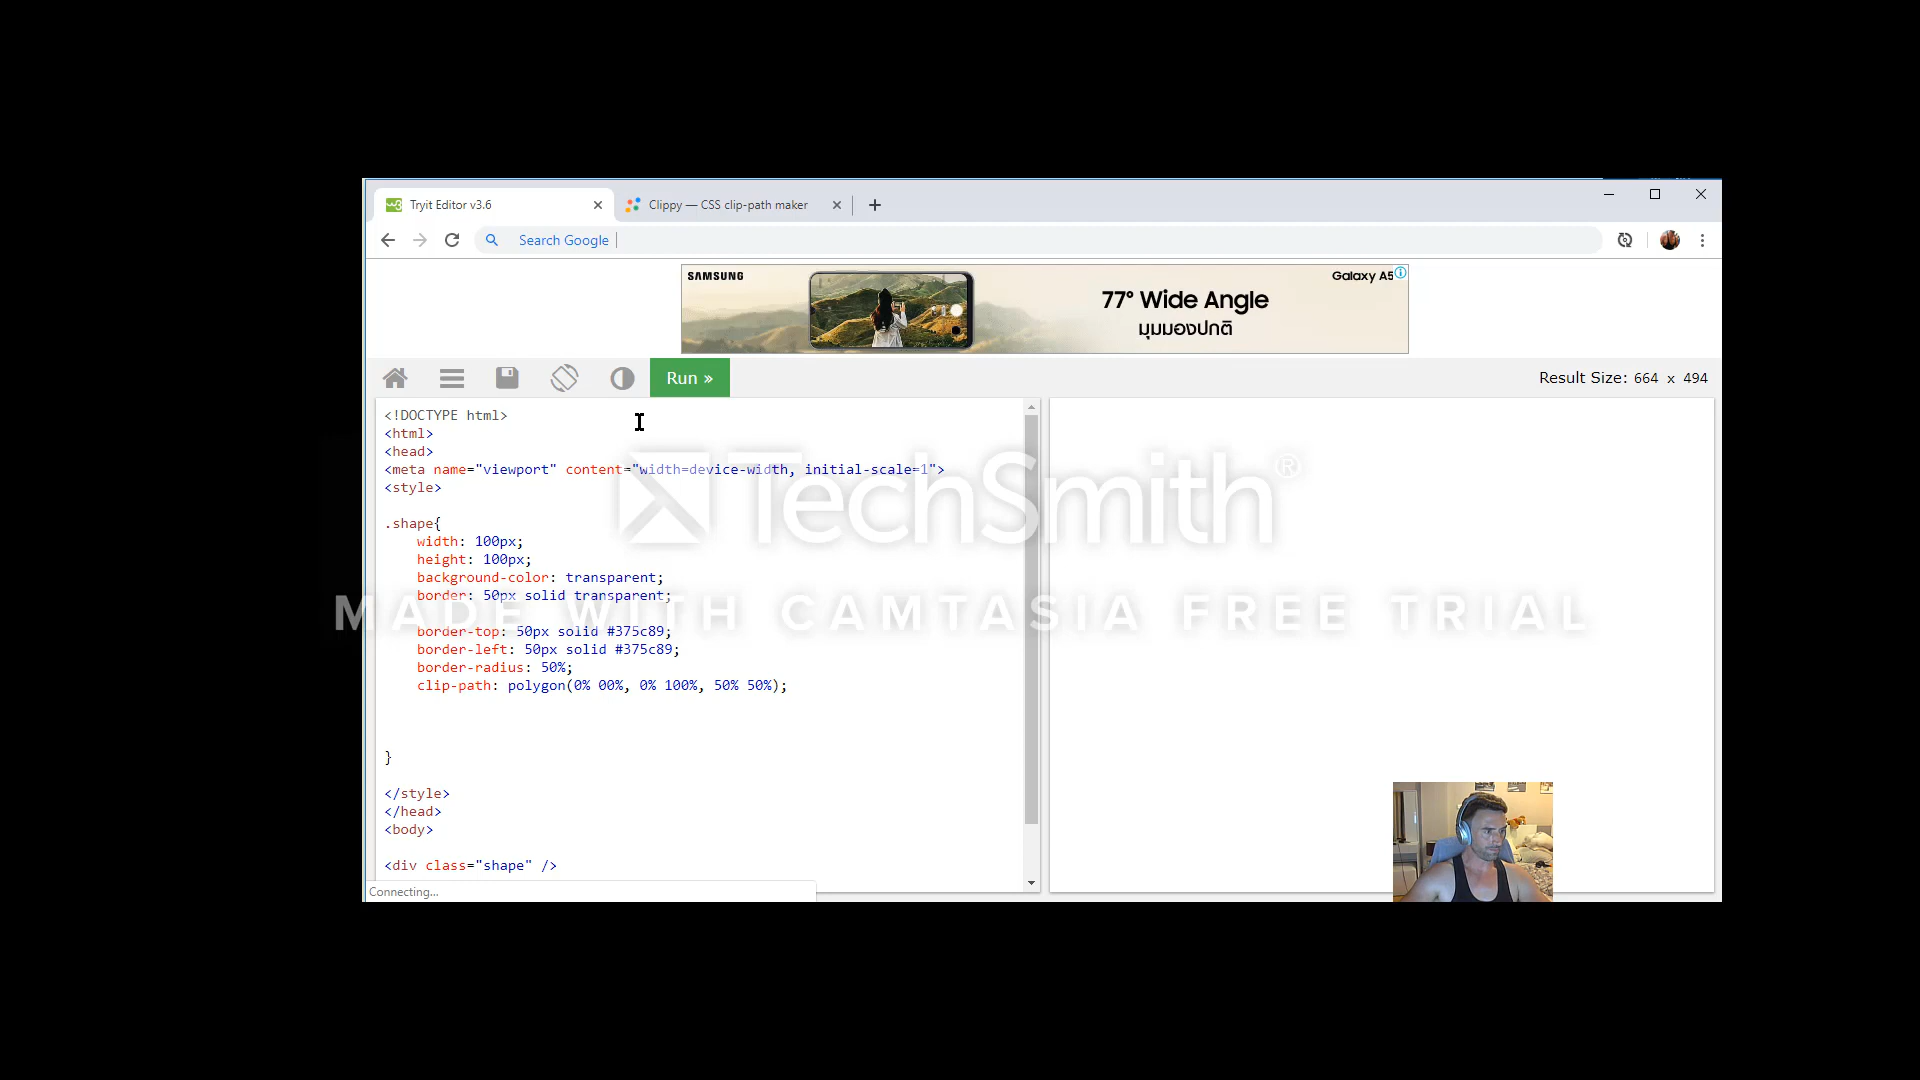 Tryit Editor v3.6
Clippy — CSS clip-path maker
Search Google
SAMSUNG
Galaxy A5
77° Wide Angle
มุมมองปกติ
Run »
Result Size: 664 x 494
<!DOCTYPE html>
<html>
<head>
<meta name="viewport" content="width=device-width, initial-scale=1">
<style>
.shape{
width: 100px;
height: 100px;
background-color: transparent;
border: 50px solid transparent;
border-top: 50px solid #375c89;
border-left: 50px solid #375c89;
border-radius: 50%;
clip-path: polygon(0% 00%, 0% 100%, 50% 50%);
}
</style>
</head>
<body>
<div class="shape" />
Connecting...
TechSmith®
MADE WITH CAMTASIA FREE TRIAL